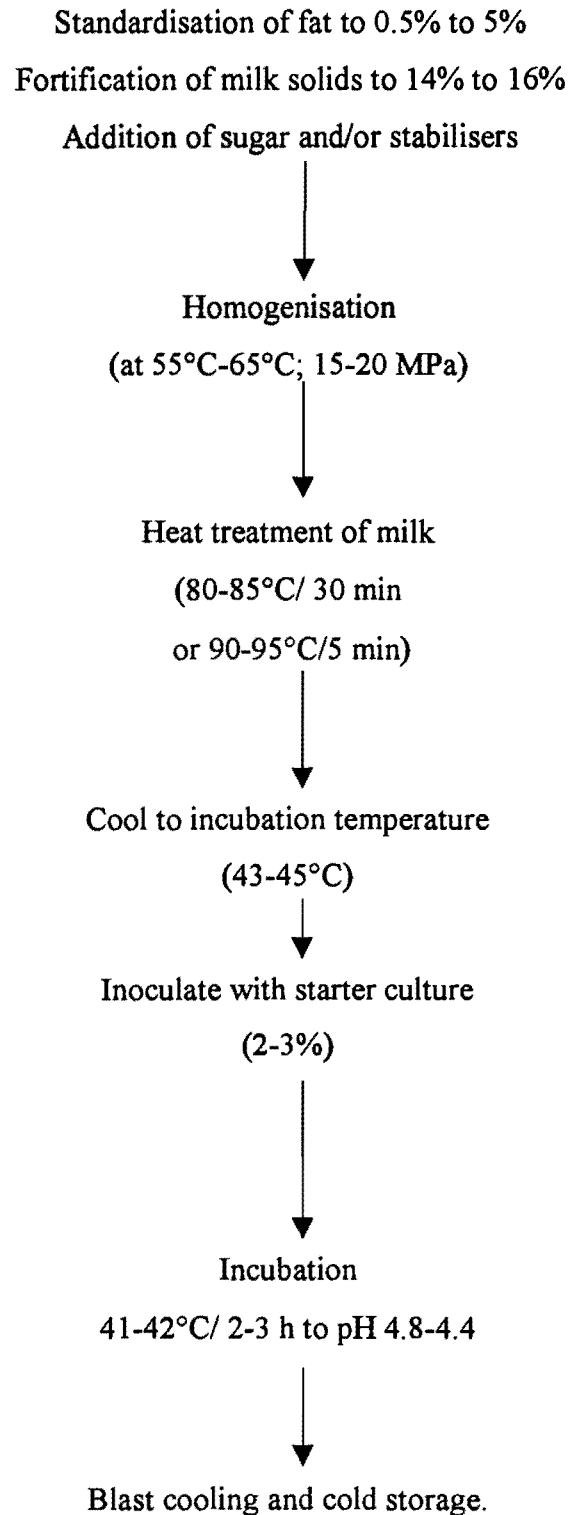 Standardisation of fat to 0.5% to 5%
Fortification of milk solids to 14% to 16%
Addition of sugar and/or stabilisers
Homogenisation
(at 55°C-65°C; 15-20 MPa)
Heat treatment of milk
(80-85°C/ 30 min
or 90-95°C/5 min)
Cool to incubation temperature
(43-45°C)
Inoculate with starter culture
(2-3%)
Incubation
41-42°C/ 2-3 h to pH 4.8-4.4
Blast cooling and cold storage.